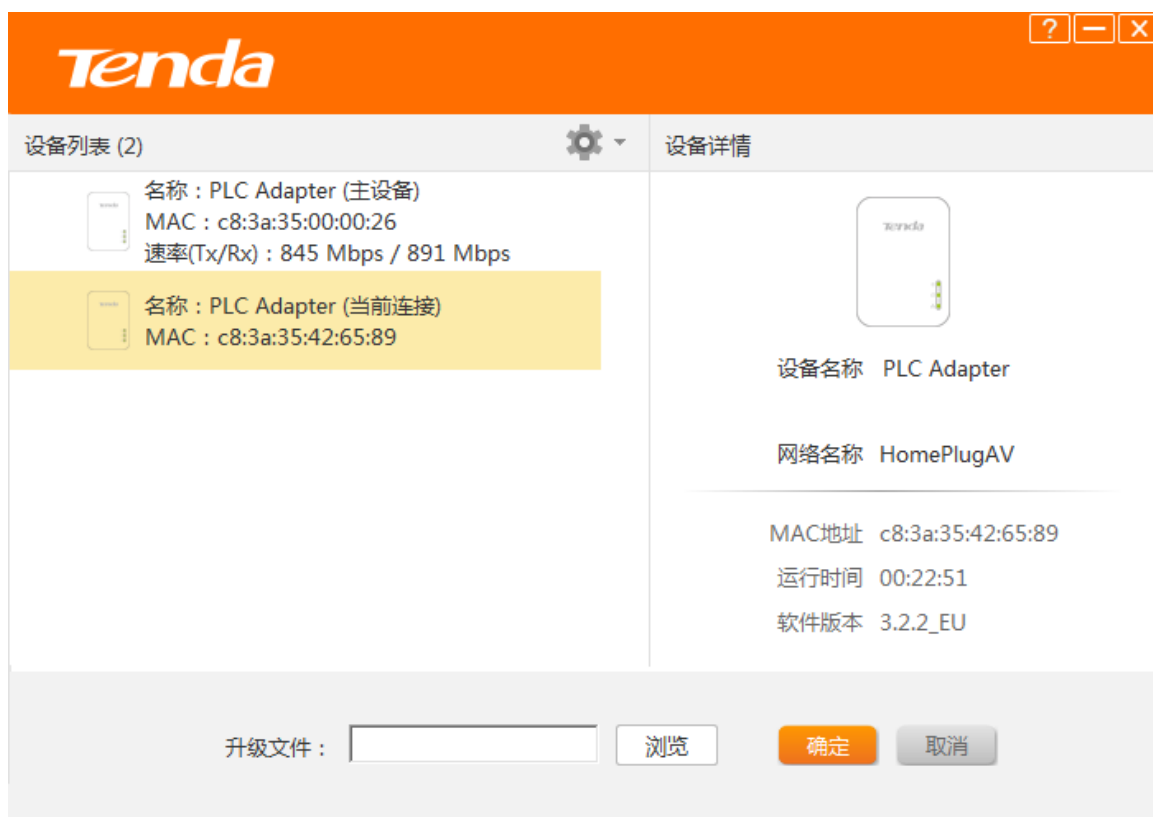 Tenda
设备列表 (2)
设备详情
名称：PLC Adapter (主设备)
MAC：c8:3a:35:00:00:26
速率(Tx/Rx)：845 Mbps / 891 Mbps
名称：PLC Adapter (当前连接)
MAC：c8:3a:35:42:65:89
Tenda
设备名称 PLC Adapter
网络名称 HomePlugAV
MAC地址 c8:3a:35:42:65:89
运行时间 00:22:51
软件版本 3.2.2_EU
升级文件：
浏览
确定
取消